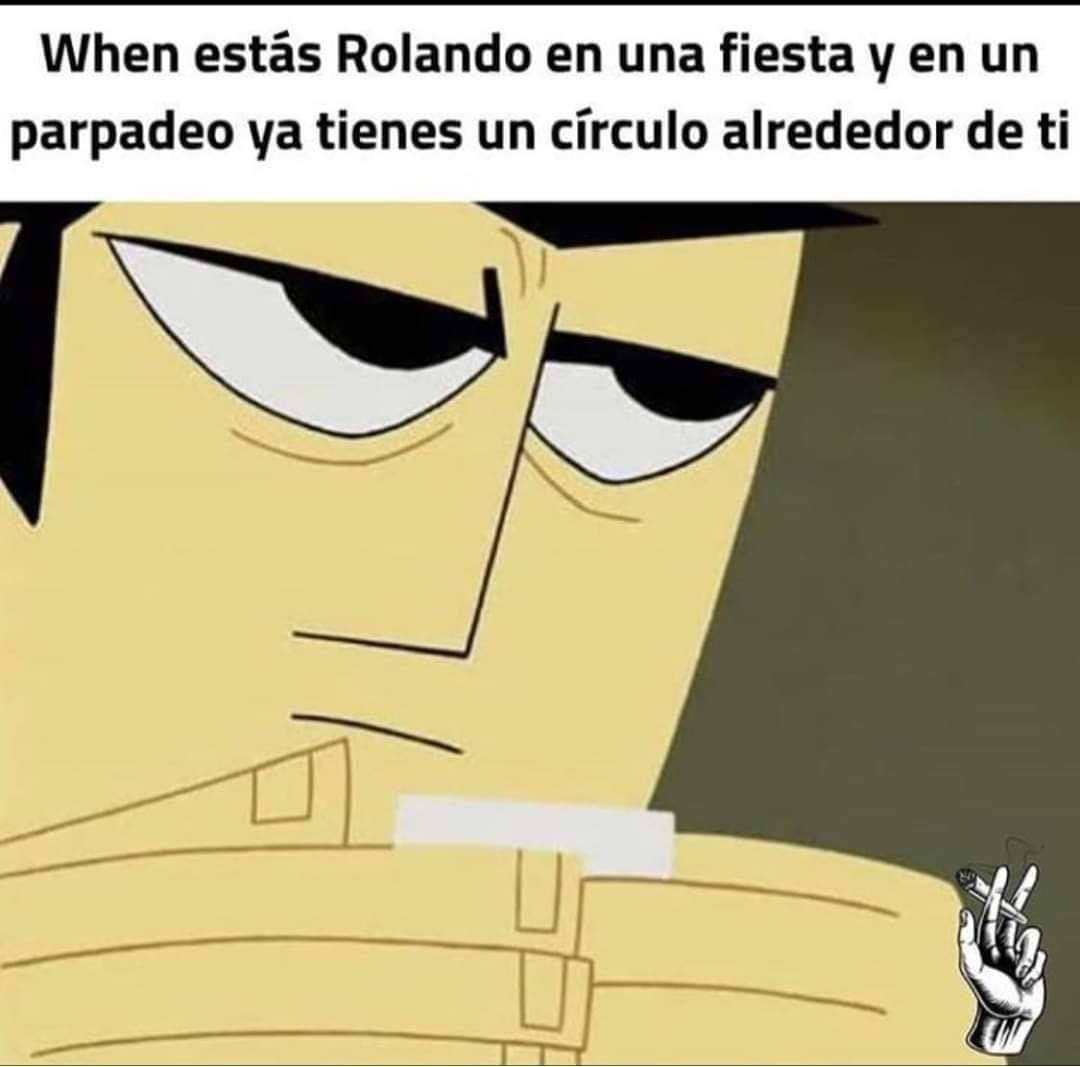 When estás Rolando en una fiesta y en un
parpadeo ya tienes un círculo alrededor de ti